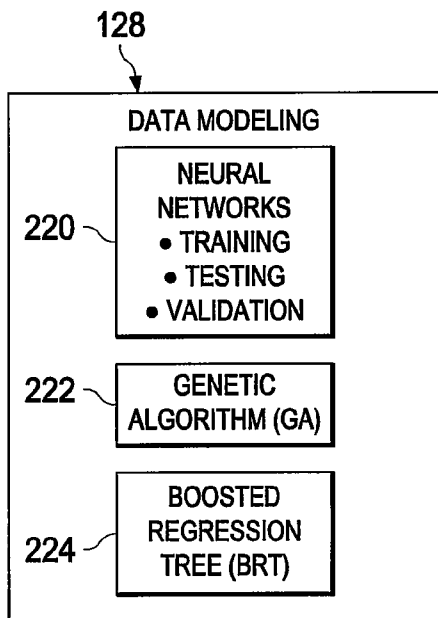 128
DATA MODELING
220
NEURAL
NETWORKS
• TRAINING
• TESTING
• VALIDATION
222
GENETIC
ALGORITHM (GA)
224
BOOSTED
REGRESSION
TREE (BRT)